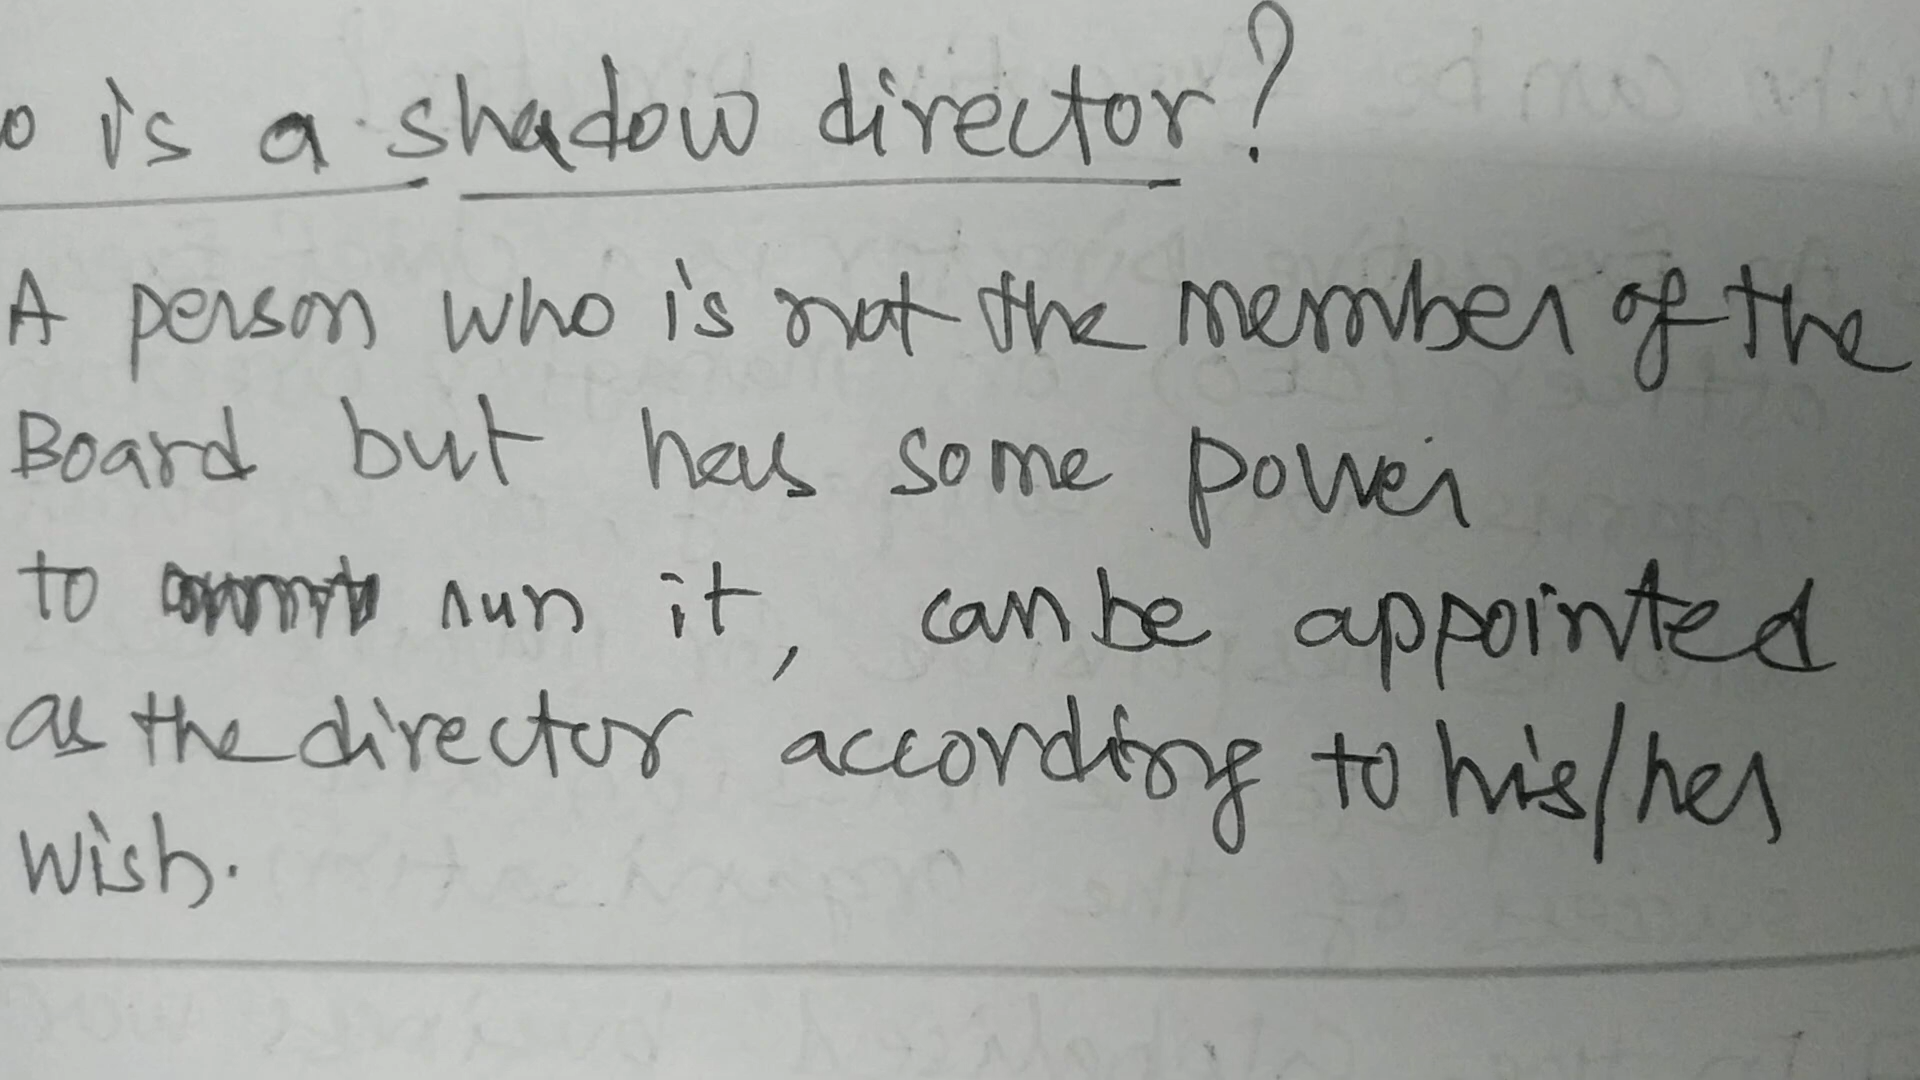 o is a shadow director?
A person who is not the member of the
Board but has some power
to run it, can be appointed
as the director according to his/her
wish.